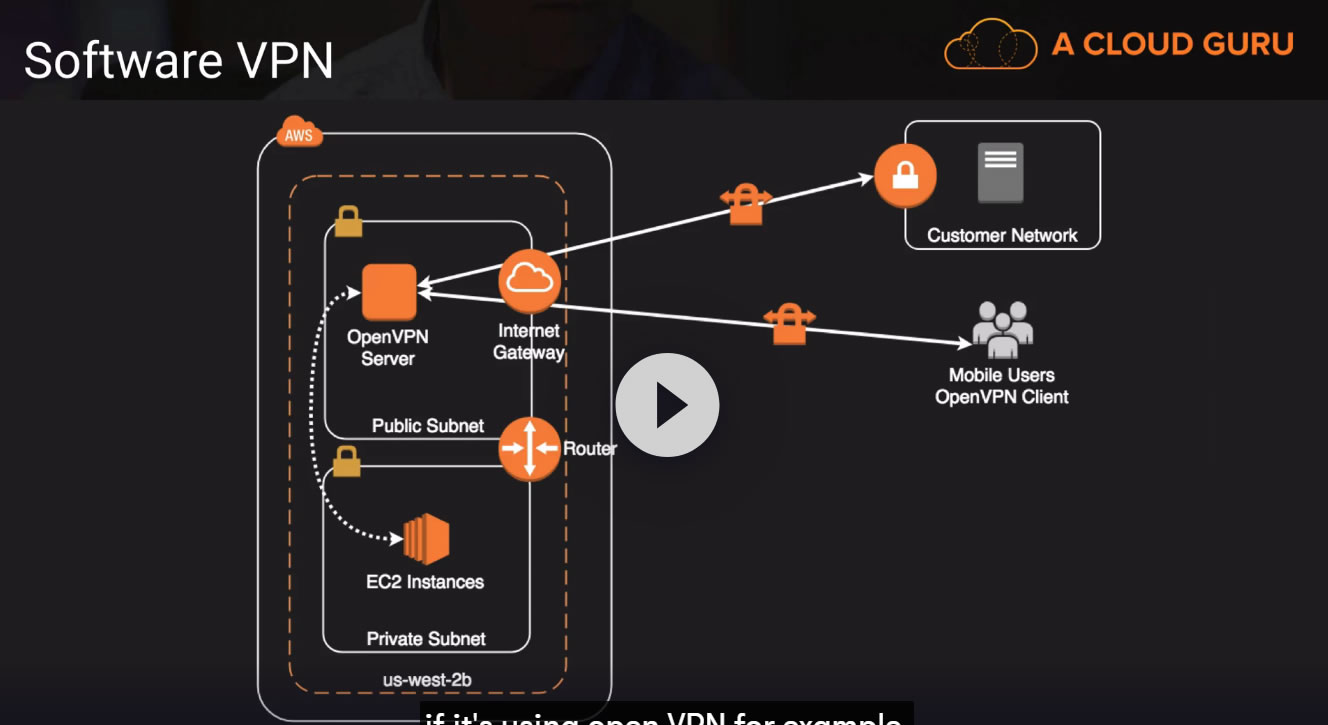 Software VPN
A CLOUD GURU
AWS
Customer Network
OpenVPN
Server
Internet
Gateway
Mobile Users
OpenVPN Client
Public Subnet
Router
EC2 Instances
Private Subnet
us-west-2b
if it's using open VPN for example